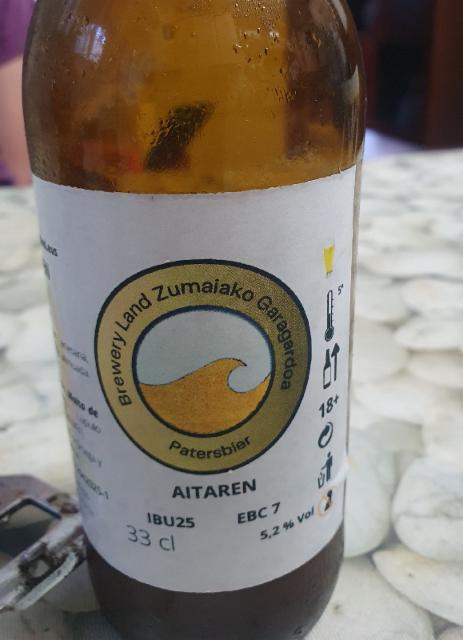 Brewery Land Zumaiako Garagardoa
Patersbier
AITAREN
IBU25
EBC 7
33 cl
5,2 % Vol
5°
18+